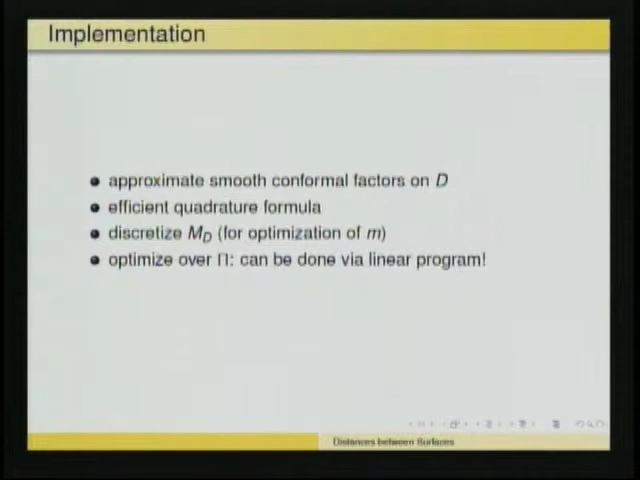 Implementation
approximate smooth conformal factors on D
efficient quadrature formula
discretize M_D (for optimization of m)
optimize over Π: can be done via linear program!
Distances between Surfaces